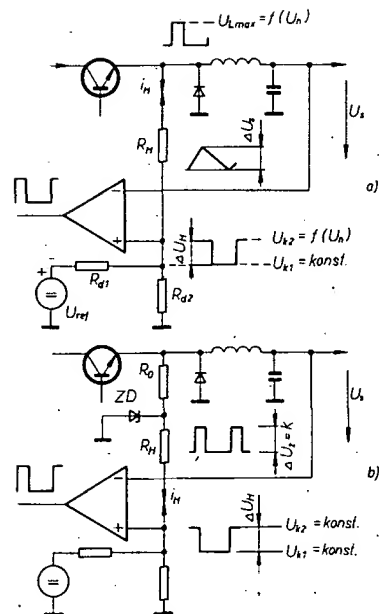 U_Lmax = f(U_n)
i_H
R_H
ΔU_s
U_s
a)
−
+
ΔU_H
U_k2 = f(U_n)
U_k1 = konst.
+ −
R_d1
R_d2
U_ref
R_0
ZD
R_H
U_s
ΔU_z = k
b)
−
i_H
+
ΔU_H
U_k2 = konst.
U_k1 = konst.